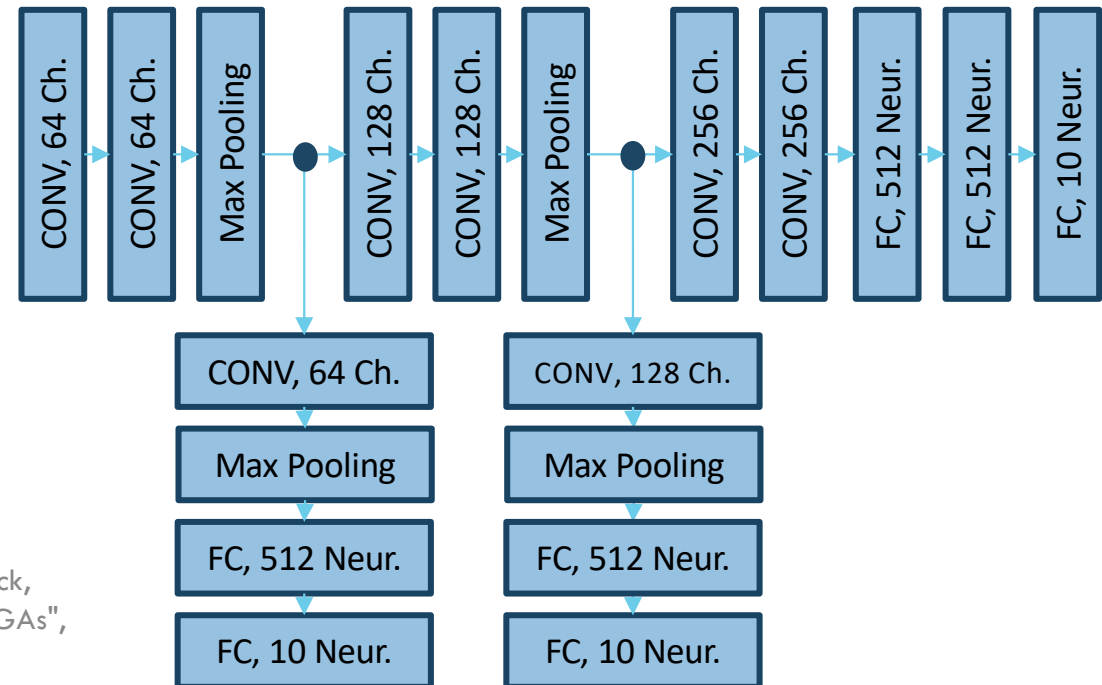 CONV, 64 Ch.
CONV, 64 Ch.
Max Pooling
CONV, 128 Ch.
CONV, 128 Ch.
Max Pooling
CONV, 256 Ch.
CONV, 256 Ch.
FC, 512 Neur.
FC, 512 Neur.
FC, 10 Neur.
CONV, 64 Ch.
CONV, 128 Ch.
Max Pooling
Max Pooling
FC, 512 Neur.
FC, 512 Neur.
ck,
GAs",
FC, 10 Neur.
FC, 10 Neur.